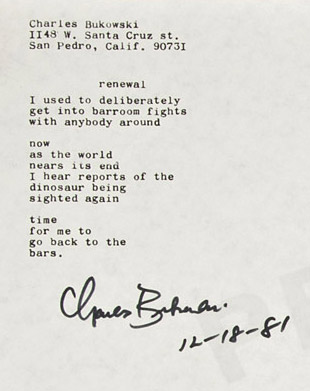 Charles Bukowski
1148 W. Santa Cruz st.
San Pedro, Calif. 90731
renewal
I used to deliberately
get into barroom fights
with anybody around
now
as the world
nears its end
I hear reports of the
dinosaur being
sighted again
time
for me to
go back to the
bars.
Charles Bukowski.
12-18-81